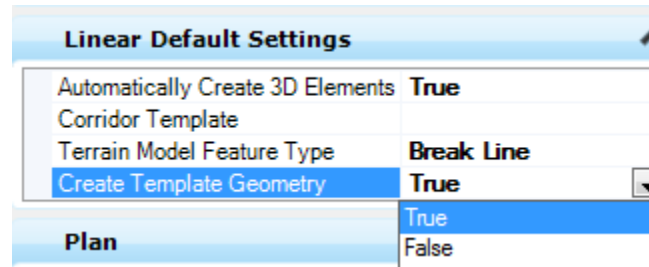 Linear Default Settings
Automatically Create 3D Elements True
Corridor Template
Terrain Model Feature Type Break Line
Create Template Geometry True
True
False
Plan